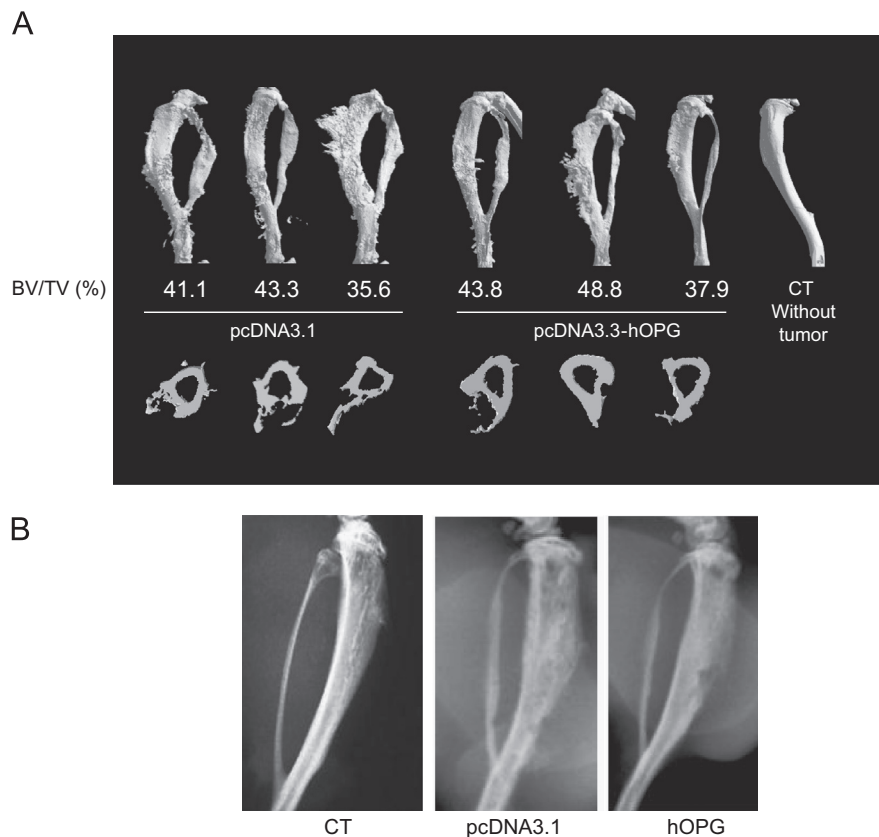 A
BV/TV (%)
41.1 43.3 35.6 43.8 48.8 37.9
CT
Without
tumor
pcDNA3.1 pcDNA3.3-hOPG
B
CT pcDNA3.1 hOPG